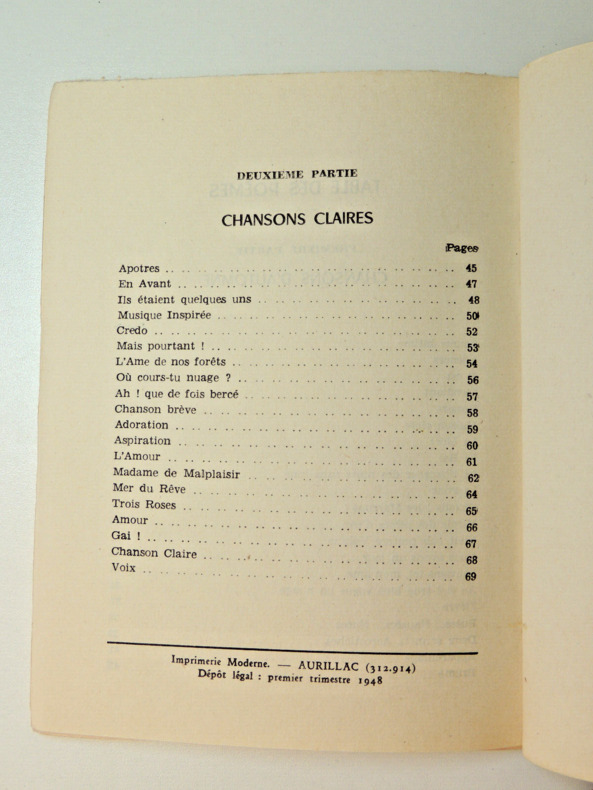 DEUXIEME PARTIE
CHANSONS CLAIRES
Pages
Apotres .. .. .. .. .. .. .. .. .. .. .. .. .. .. 45
En Avant .. .. .. .. .. .. .. .. .. .. .. .. .. .. 47
Ils étaient quelques uns .. .. .. .. .. .. .. .. .. .. 48
Musique Inspirée .. .. .. .. .. .. .. .. .. .. .. .. 50
Credo .. .. .. .. .. .. .. .. .. .. .. .. .. .. .. 52
Mais pourtant ! .. .. .. .. .. .. .. .. .. .. .. .. .. 53
L'Ame de nos forêts .. .. .. .. .. .. .. .. .. .. .. 54
Où cours-tu nuage ? .. .. .. .. .. .. .. .. .. .. .. 56
Ah ! que de fois bercé .. .. .. .. .. .. .. .. .. .. .. 57
Chanson brève .. .. .. .. .. .. .. .. .. .. .. .. .. 58
Adoration .. .. .. .. .. .. .. .. .. .. .. .. .. .. 59
Aspiration .. .. .. .. .. .. .. .. .. .. .. .. .. .. 60
L'Amour .. .. .. .. .. .. .. .. .. .. .. .. .. .. 61
Madame de Malplaisir .. .. .. .. .. .. .. .. .. .. .. 62
Mer du Rêve .. .. .. .. .. .. .. .. .. .. .. .. .. 64
Trois Roses .. .. .. .. .. .. .. .. .. .. .. .. .. .. 65
Amour .. .. .. .. .. .. .. .. .. .. .. .. .. .. .. 66
Gai ! .. .. .. .. .. .. .. .. .. .. .. .. .. .. .. 67
Chanson Claire .. .. .. .. .. .. .. .. .. .. .. .. .. 68
Voix .. .. .. .. .. .. .. .. .. .. .. .. .. .. .. 69
Imprimerie Moderne. — AURILLAC (312.914)
Dépôt légal : premier trimestre 1948